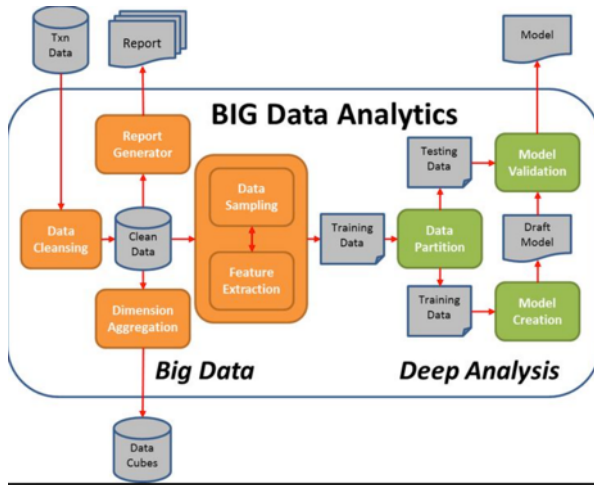 Txn
Data
Report
Model
BIG Data Analytics
Report
Generator
Data
Sampling
Testing
Data
Model
Validation
Data
Cleansing
Clean
Data
Feature
Extraction
Training
Data
Data
Partition
Draft
Model
Dimension
Aggregation
Training
Data
Model
Creation
Big Data
Deep Analysis
Data
Cubes